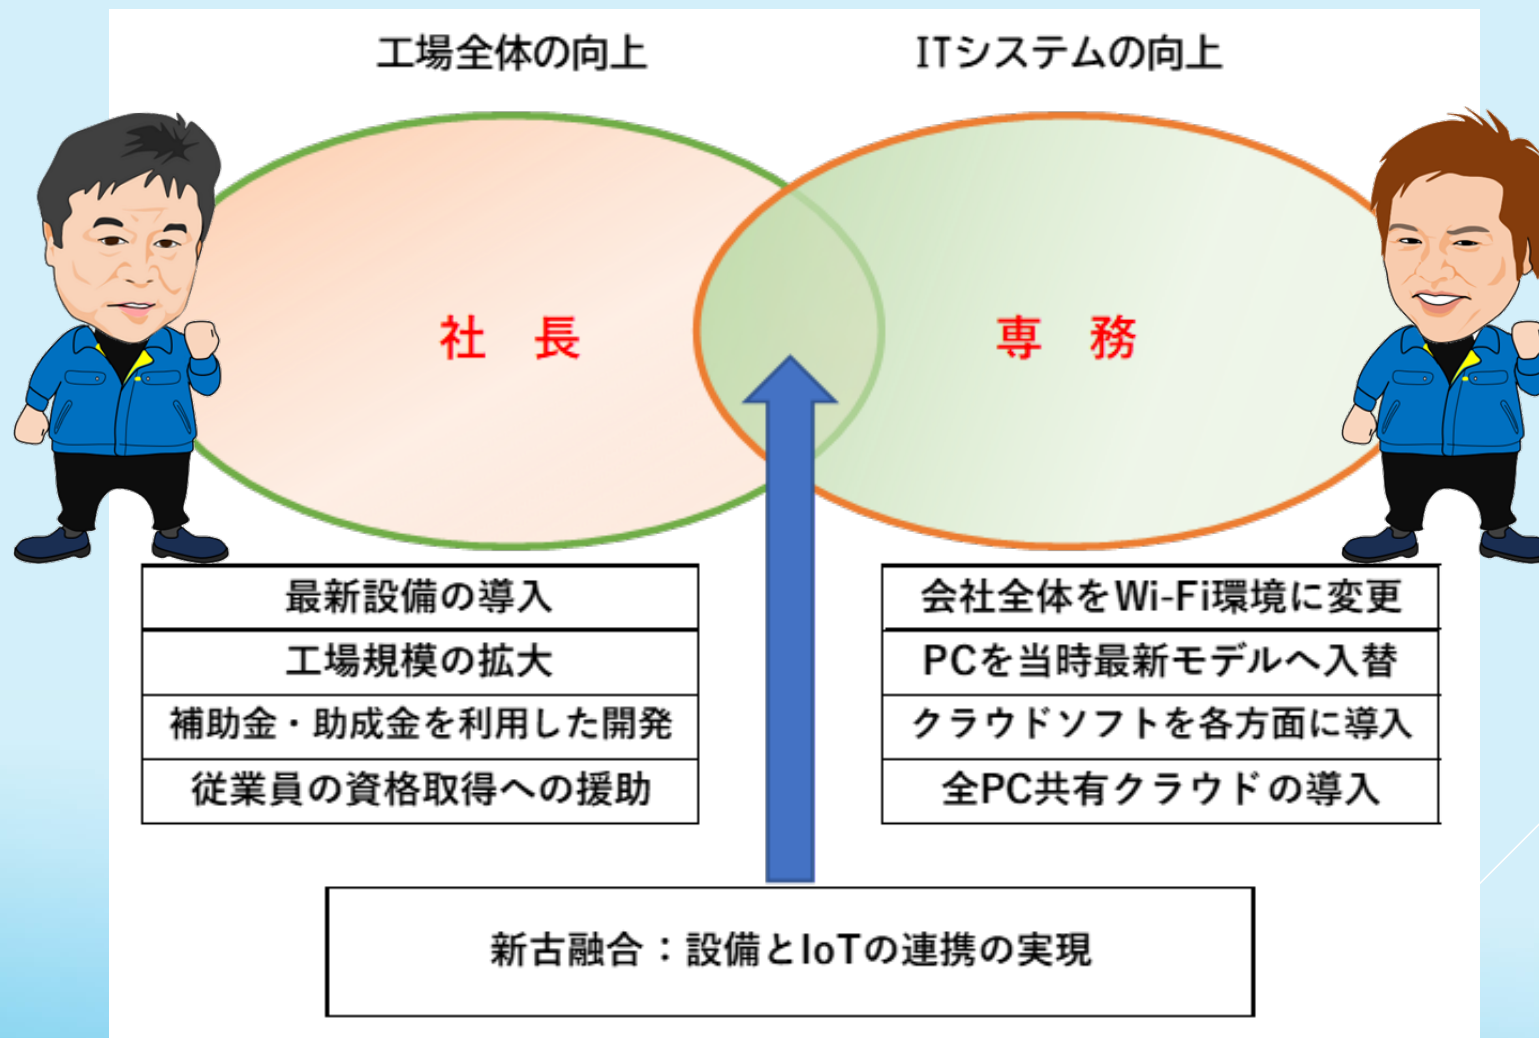 工場全体の向上
ITシステムの向上
社 長
専 務
最新設備の導入
工場規模の拡大
補助金・助成金を利用した開発
従業員の資格取得への援助
会社全体をWi-Fi環境に変更
PCを当時最新モデルへ入替
クラウドソフトを各方面に導入
全PC共有クラウドの導入
新古融合：設備とIoTの連携の実現